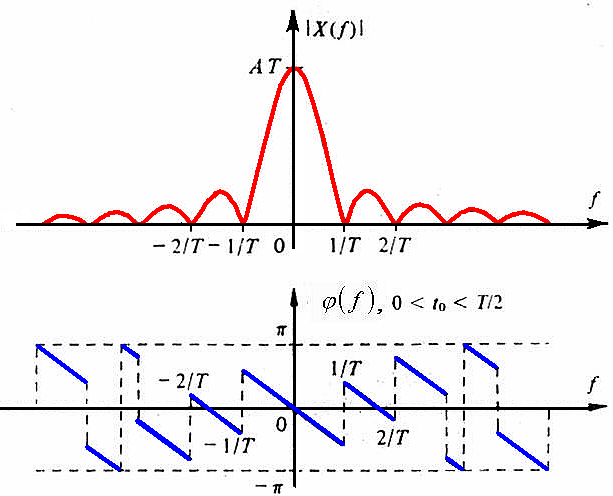 |X(f)|
AT
f
−2/T −1/T 0 1/T 2/T
φ(f), 0 < t₀ < T/2
π
−2/T 1/T f
−1/T 0 2/T
−π